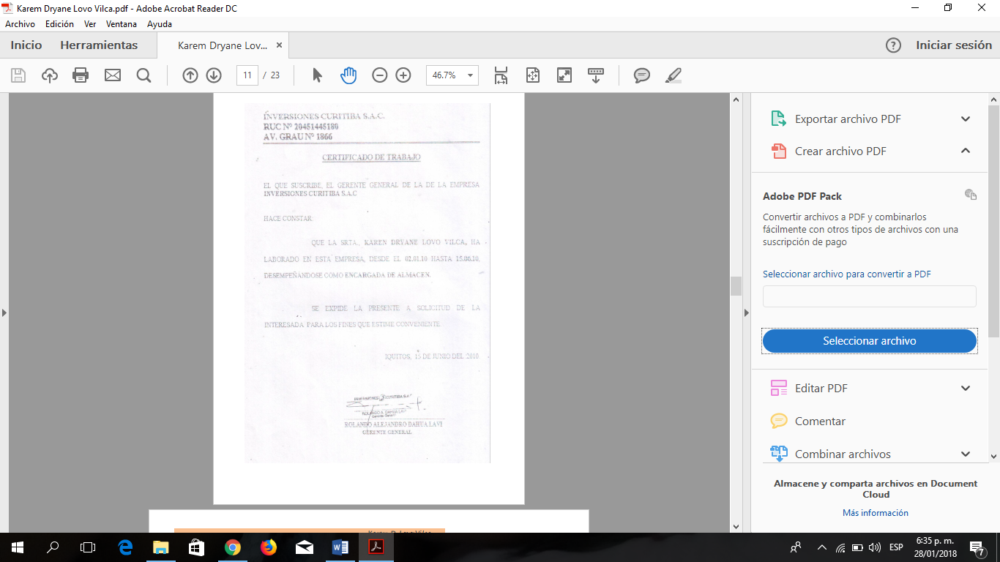 Karem Dryane Lovo Vilca.pdf - Adobe Acrobat Reader DC
Archivo Edición Ver Ventana Ayuda
Inicio Herramientas Karem Dryane Lov... Iniciar sesión
11 / 23 46.7%
INVERSIONES CURITIBA S.A.C.
RUC Nº 20451445180
AV. GRAU Nº 1866
CERTIFICADO DE TRABAJO
EL QUE SUSCRIBE, EL GERENTE GENERAL DE LA DE LA EMPRESA
INVERSIONES CURITIBA S.A.C
HACE CONSTAR:
QUE LA SRTA., KAREN DRYANE LOVO VILCA, HA
LABORADO EN ESTA EMPRESA, DESDE EL 02.01.10 HASTA 15.06.10,
DESEMPEÑÁNDOSE COMO ENCARGADA DE ALMACEN.
SE EXPIDE LA PRESENTE A SOLICITUD DE LA
INTERESADA PARA LOS FINES QUE ESTIME CONVENIENTE.
IQUITOS, 15 DE JUNIO DEL 2010.
INVERSIONES CURITIBA S.A.C
ROLANDO A. DAHUA LAVI
Gerente General
ROLANDO ALEJANDRO DAHUA LAVI
GERENTE GENERAL
Exportar archivo PDF
Crear archivo PDF
Adobe PDF Pack
Convertir archivos a PDF y combinarlos
fácilmente con otros tipos de archivos con una
suscripción de pago
Seleccionar archivo para convertir a PDF
Seleccionar archivo
Editar PDF
Comentar
Combinar archivos
Almacene y comparta archivos en Document
Cloud
Más información
ESP
6:35 p. m.
28/01/2018
7